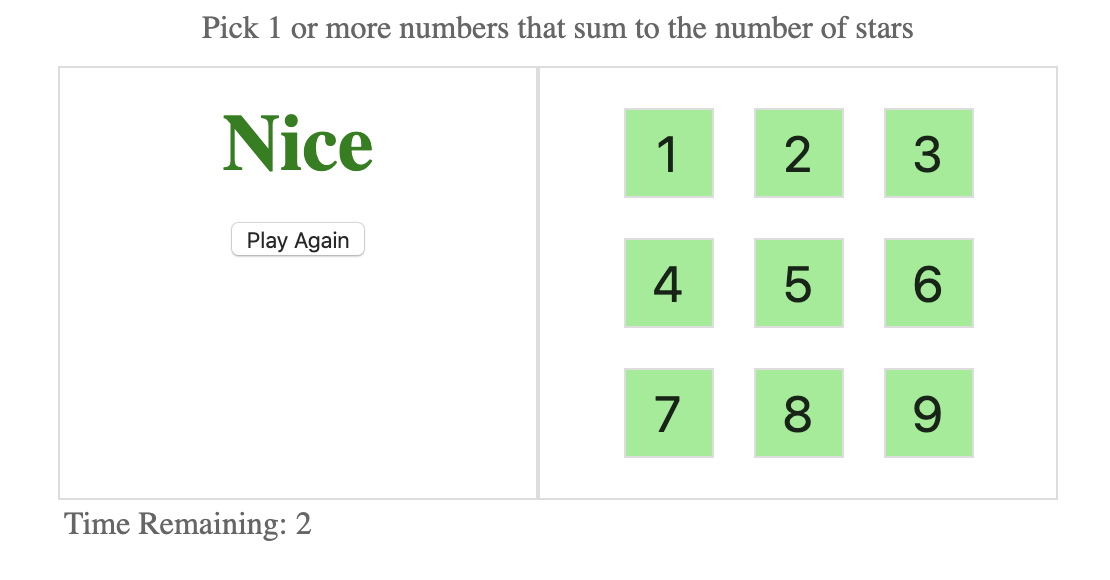 Pick 1 or more numbers that sum to the number of stars
Nice
Play Again
1 2 3
4 5 6
7 8 9
Time Remaining: 2